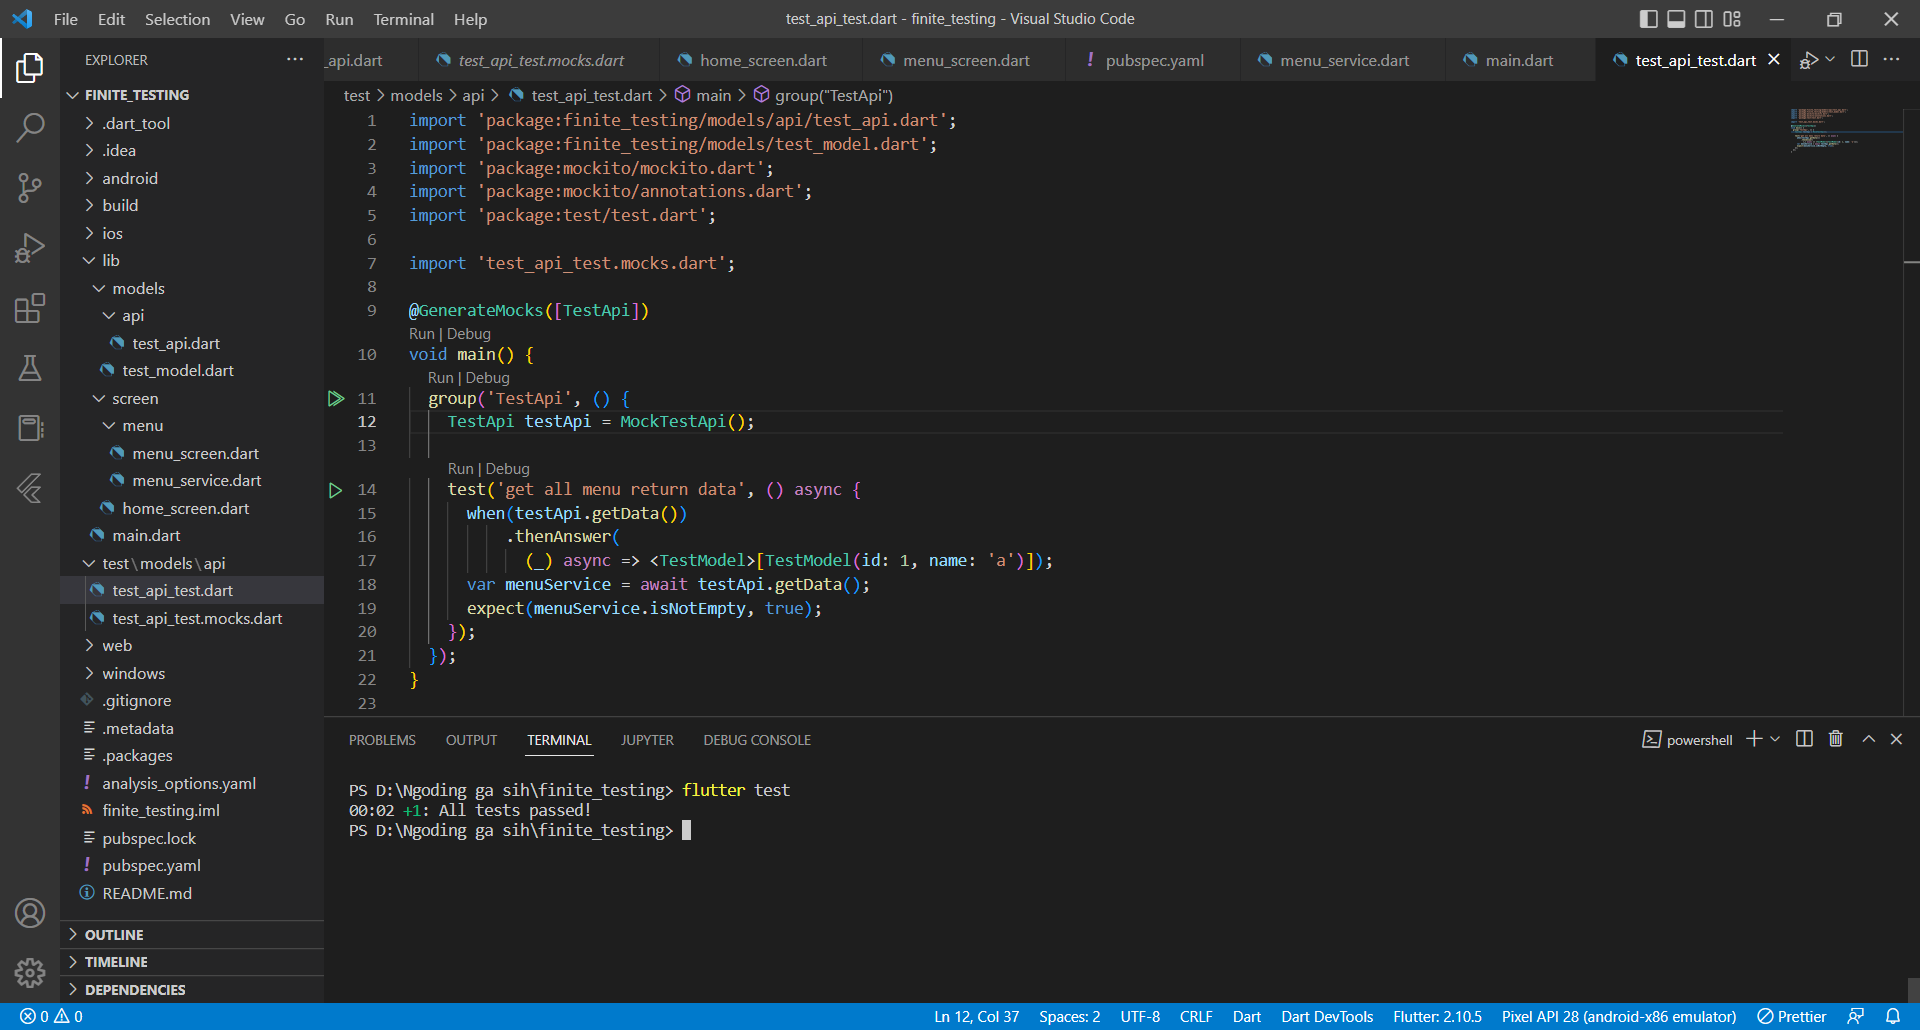 File Edit Selection View Go Run Terminal Help
test_api_test.dart - finite_testing - Visual Studio Code
EXPLORER
FINITE_TESTING
.dart_tool
.idea
android
build
ios
lib
models
api
test_api.dart
test_model.dart
screen
menu
menu_screen.dart
menu_service.dart
home_screen.dart
main.dart
test\models\api
test_api_test.dart
test_api_test.mocks.dart
web
windows
.gitignore
.metadata
.packages
analysis_options.yaml
finite_testing.iml
pubspec.lock
pubspec.yaml
README.md
OUTLINE
TIMELINE
DEPENDENCIES
_api.dart test_api_test.mocks.dart home_screen.dart menu_screen.dart pubspec.yaml menu_service.dart main.dart test_api_test.dart
test > models > api > test_api_test.dart > main > group("TestApi")
1 import 'package:finite_testing/models/api/test_api.dart';
2 import 'package:finite_testing/models/test_model.dart';
3 import 'package:mockito/mockito.dart';
4 import 'package:mockito/annotations.dart';
5 import 'package:test/test.dart';
6
7 import 'test_api_test.mocks.dart';
8
9 @GenerateMocks([TestApi])
Run | Debug
10 void main() {
Run | Debug
11 group('TestApi', () {
12 TestApi testApi = MockTestApi();
13
Run | Debug
14 test('get all menu return data', () async {
15 when(testApi.getData())
16 .thenAnswer(
17 (_) async => <TestModel>[TestModel(id: 1, name: 'a')]);
18 var menuService = await testApi.getData();
19 expect(menuService.isNotEmpty, true);
20 });
21 });
22 }
23
PROBLEMS OUTPUT TERMINAL JUPYTER DEBUG CONSOLE
powershell
PS D:\Ngoding ga sih\finite_testing> flutter test
00:02 +1: All tests passed!
PS D:\Ngoding ga sih\finite_testing>
0 0 Ln 12, Col 37 Spaces: 2 UTF-8 CRLF Dart Dart DevTools Flutter: 2.10.5 Pixel API 28 (android-x86 emulator) Prettier